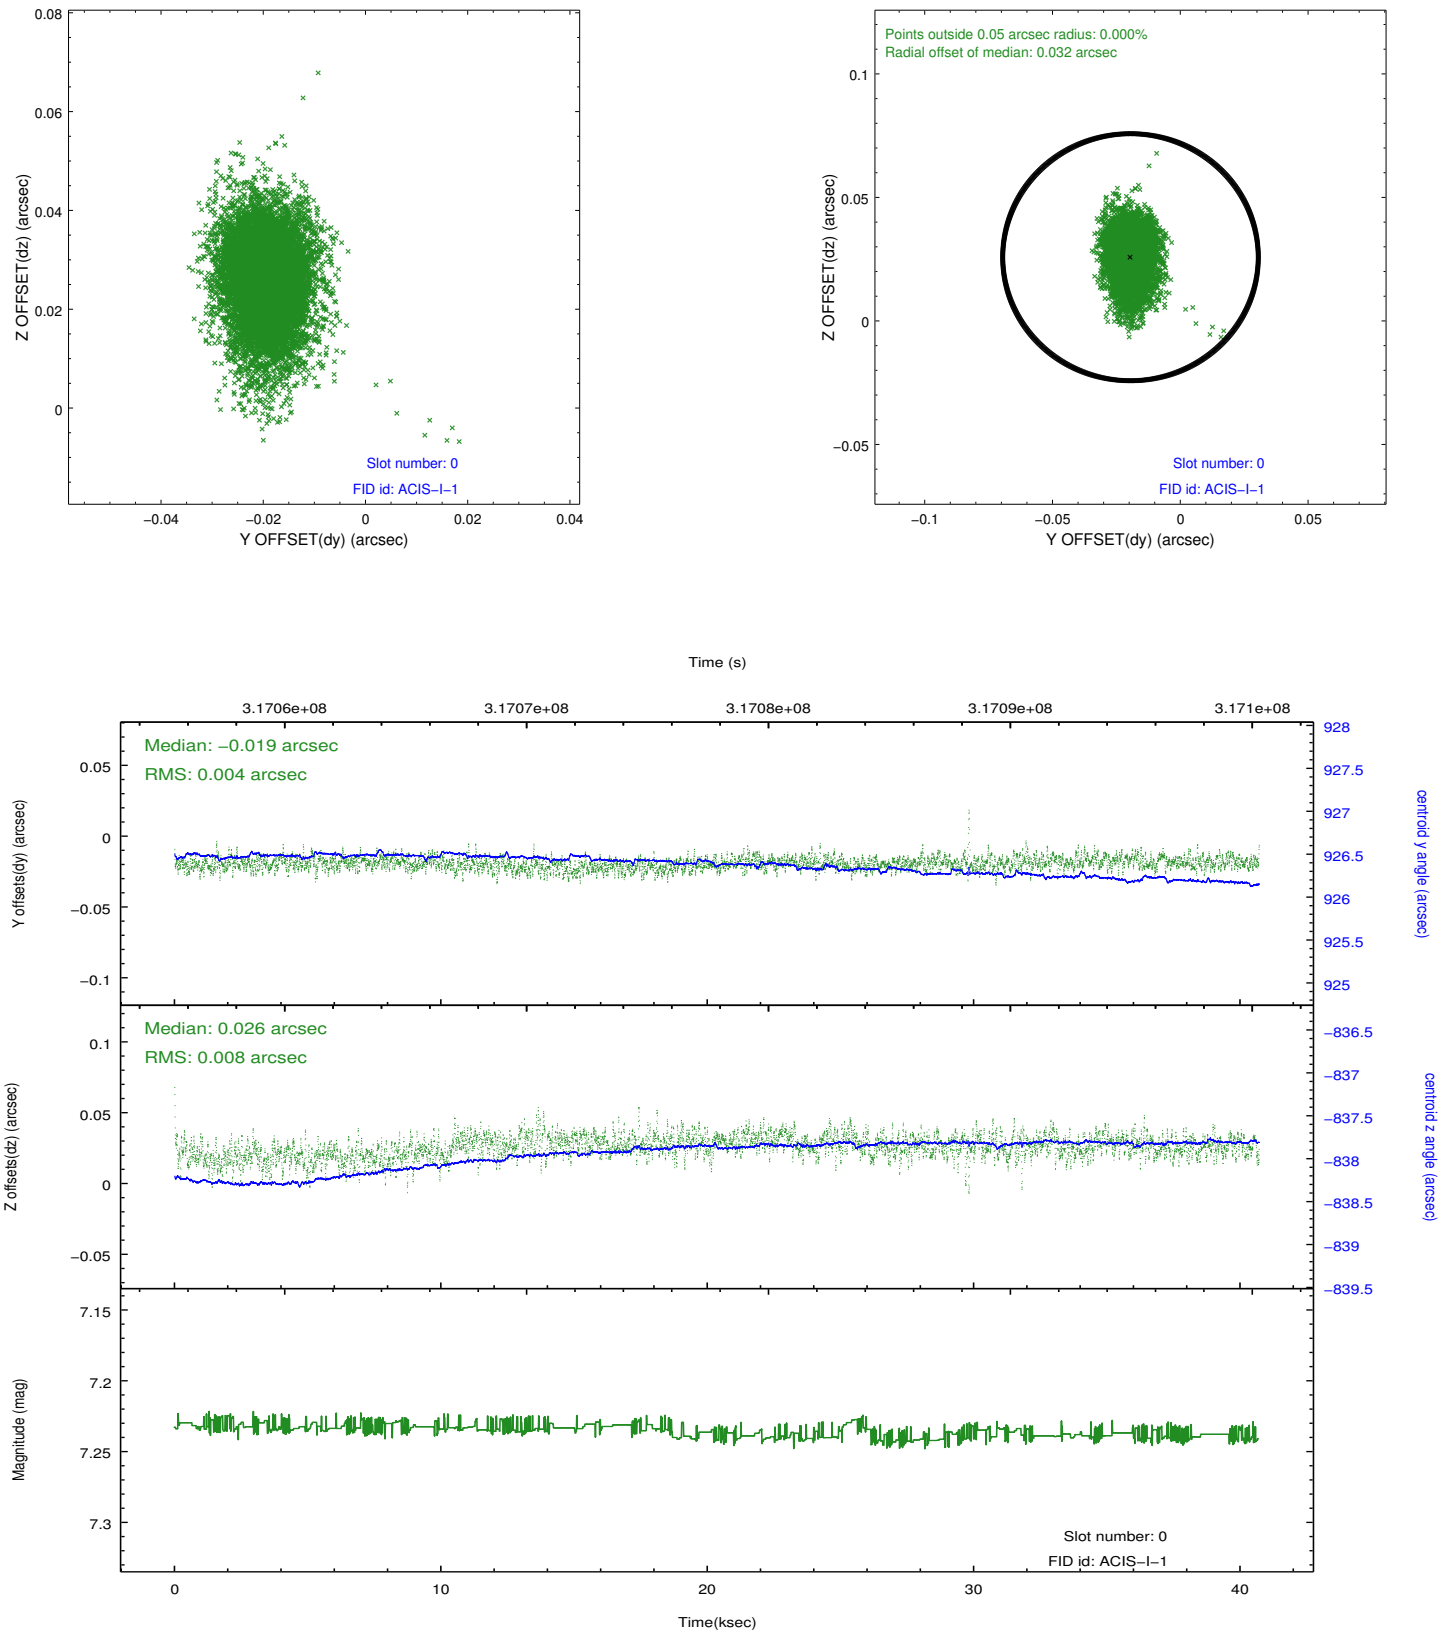 0.08
0.06
0.04
0.02
0
Z OFFSET(dz) (arcsec)
Slot number: 0
FID id: ACIS−I−1
−0.04 −0.02 0 0.02 0.04
Y OFFSET(dy) (arcsec)
Points outside 0.05 arcsec radius: 0.000%
Radial offset of median: 0.032 arcsec
0.1
0.05
0
−0.05
Z OFFSET(dz) (arcsec)
Slot number: 0
FID id: ACIS−I−1
−0.1 −0.05 0 0.05
Y OFFSET(dy) (arcsec)
Time (s)
3.1706e+08 3.1707e+08 3.1708e+08 3.1709e+08 3.171e+08
Median: −0.019 arcsec
RMS: 0.004 arcsec
0.05
0
−0.05
−0.1
Y offsets(dy) (arcsec)
928
927.5
927
926.5
926
925.5
925
centroid y angle (arcsec)
Median: 0.026 arcsec
RMS: 0.008 arcsec
0.1
0.05
0
−0.05
Z offsets(dz) (arcsec)
−836.5
−837
−837.5
−838
−838.5
−839
−839.5
centroid z angle (arcsec)
7.15
7.2
7.25
7.3
Magnitude (mag)
Slot number: 0
FID id: ACIS−I−1
0 10 20 30 40
Time(ksec)